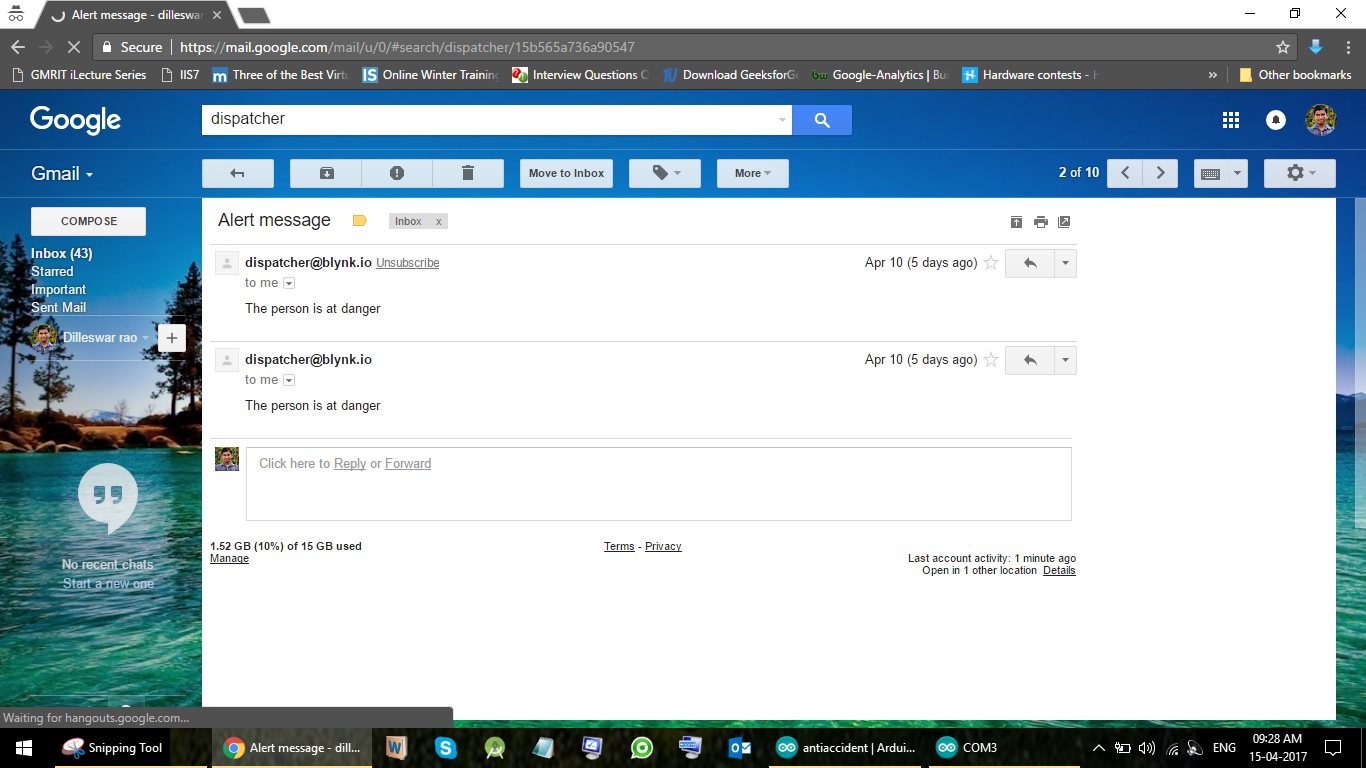 Alert message - dilleswar
Secure https://mail.google.com/mail/u/0/#search/dispatcher/15b565a736a90547
GMRIT iLecture Series IIS7 Three of the Best Virtu Online Winter Training Interview Questions Download GeeksforGe Google-Analytics | Bui Hardware contests - H » Other bookmarks
Google dispatcher
Gmail Move to Inbox More 2 of 10
COMPOSE
Inbox (43)
Starred
Important
Sent Mail
Dilleswar rao
No recent chats
Start a new one
Alert message Inbox x
dispatcher@blynk.io Unsubscribe Apr 10 (5 days ago)
to me
The person is at danger
dispatcher@blynk.io Apr 10 (5 days ago)
to me
The person is at danger
Click here to Reply or Forward
1.52 GB (10%) of 15 GB used
Manage
Terms - Privacy
Last account activity: 1 minute ago
Open in 1 other location Details
Waiting for hangouts.google.com...
Snipping Tool Alert message - dill... antiaccident | Ardui... COM3 ENG 09:28 AM
15-04-2017